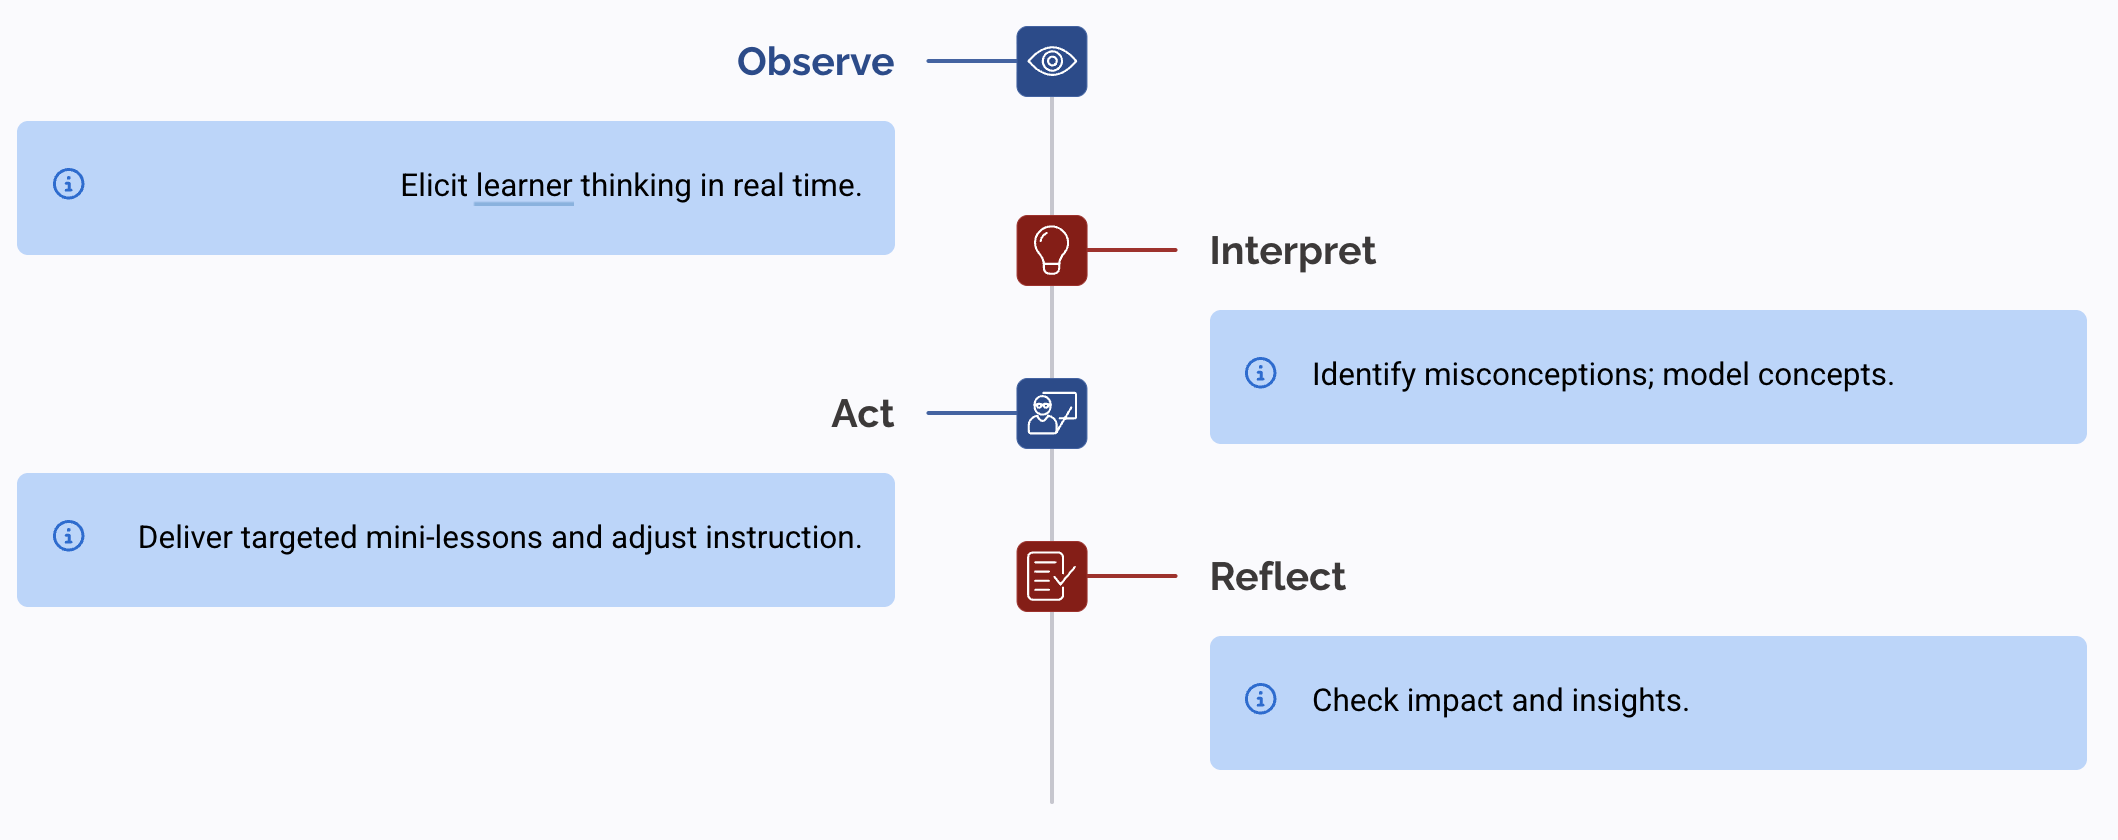 Observe
Elicit learner thinking in real time.
Interpret
Identify misconceptions; model concepts.
Act
Deliver targeted mini-lessons and adjust instruction.
Reflect
Check impact and insights.